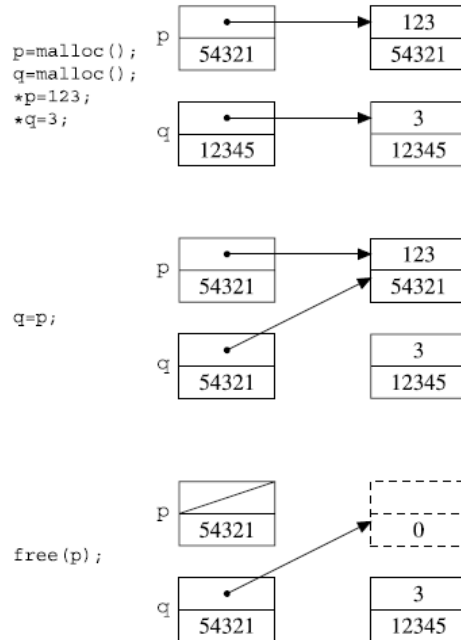 p=malloc();
q=malloc();
*p=123;
*q=3;
p
54321
123
54321
q
12345
3
12345
q=p;
p
54321
123
54321
q
54321
3
12345
free(p);
p
54321
0
q
54321
3
12345